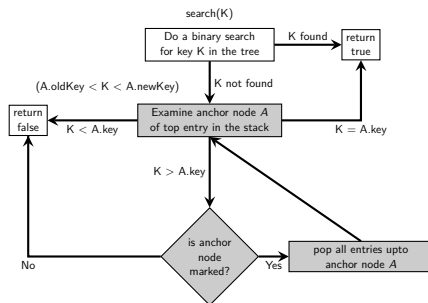 search(K)
Do a binary search
for key K in the tree
K found
return
true
K not found
(A.oldKey < K < A.newKey)
return
false
Examine anchor node A
of top entry in the stack
K < A.key
K = A.key
K > A.key
is anchor
node
marked?
No
Yes
pop all entries upto
anchor node A